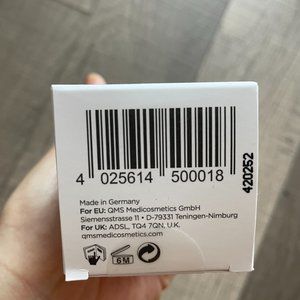 4 025614 500018
420252
Made in Germany
For EU: QMS Medicosmetics GmbH
Siemensstrasse 11 • D-79331 Teningen-Nimburg
For UK: ADSL, TQ4 7QN, U.K.
qmsmedicosmetics.com
6M